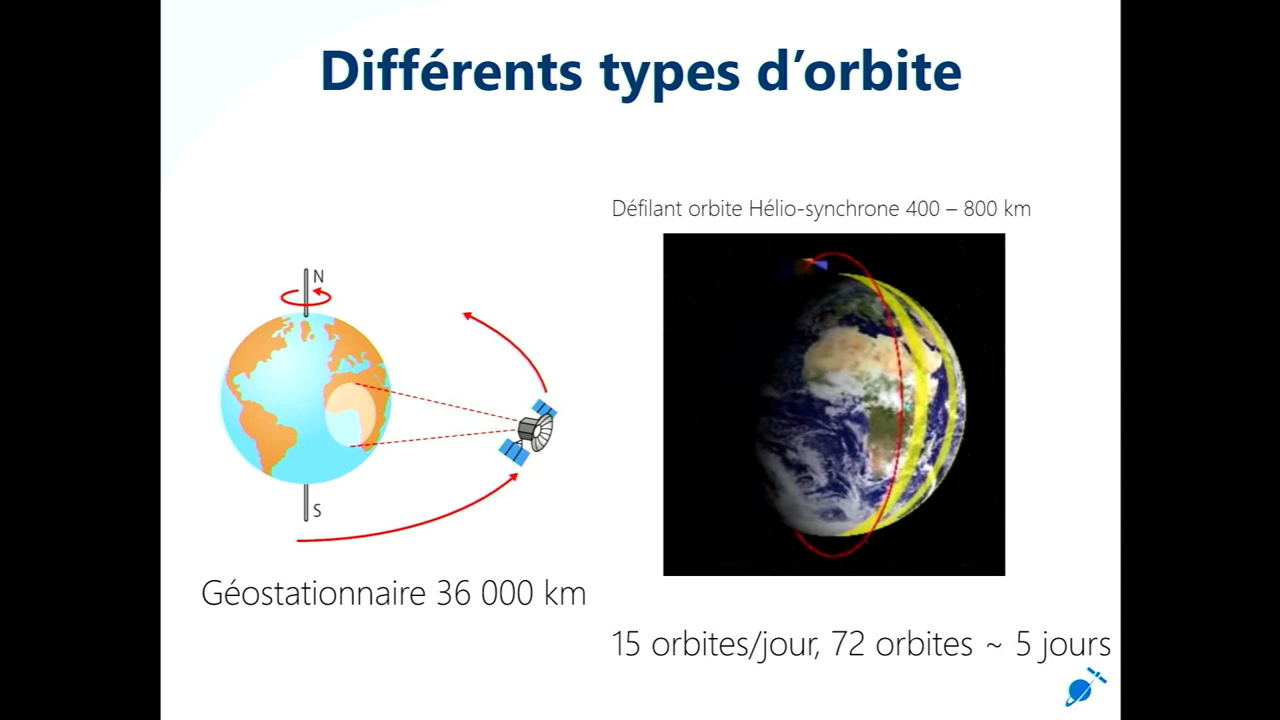 Différents types d’orbite
Défilant orbite Hélio-synchrone 400 – 800 km
N
S
Géostationnaire 36 000 km
15 orbites/jour, 72 orbites ~ 5 jours